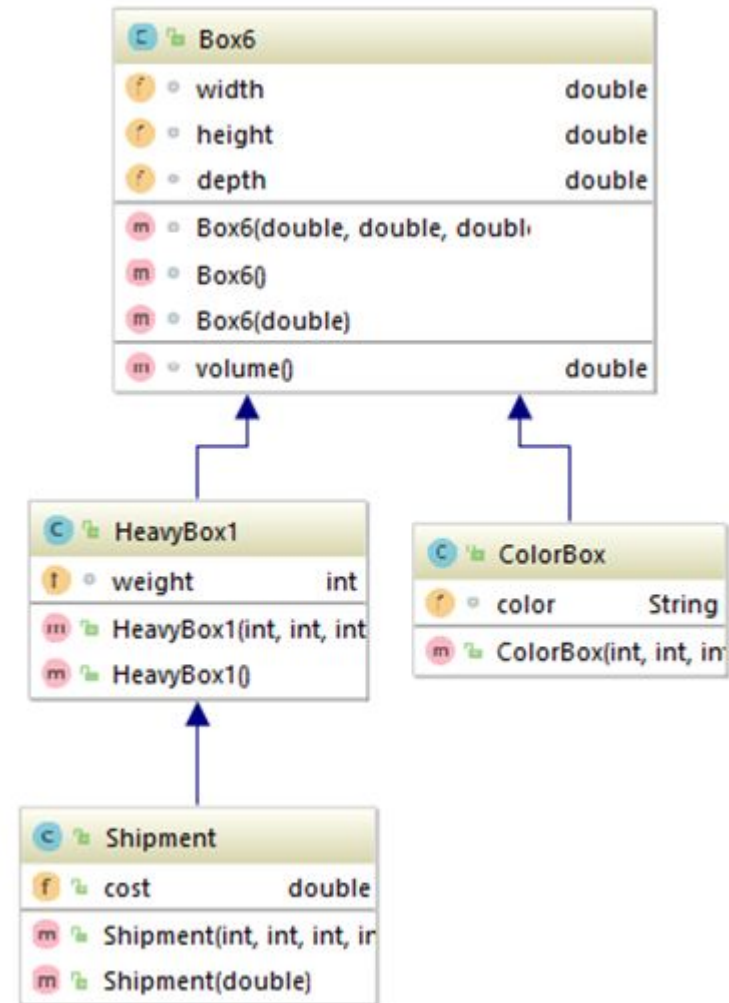 Box6
width double
height double
depth double
Box6(double, double, doubl
Box6()
Box6(double)
volume() double
HeavyBox1
weight int
HeavyBox1(int, int, int
HeavyBox1()
ColorBox
color String
ColorBox(int, int, in
Shipment
cost double
Shipment(int, int, int, in
Shipment(double)